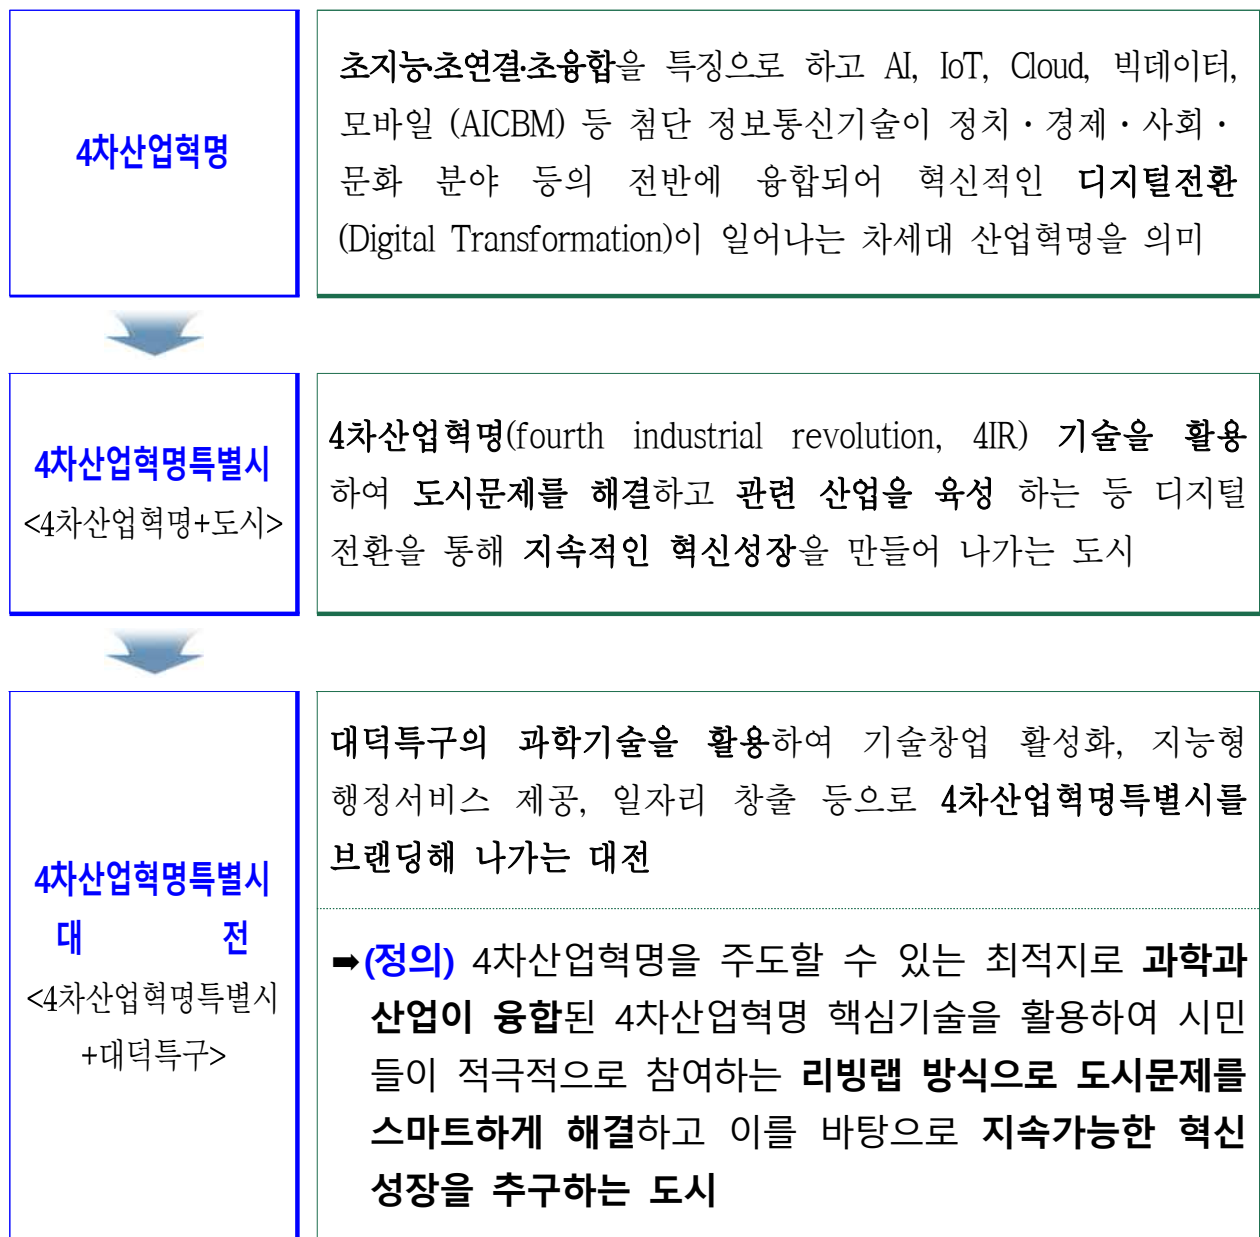 4차산업혁명
초지능·초연결·초융합을 특징으로 하고 AI, IoT, Cloud, 빅데이터,
모바일 (AICBM) 등 첨단 정보통신기술이 정치·경제·사회·
문화 분야 등의 전반에 융합되어 혁신적인 디지털전환
(Digital Transformation)이 일어나는 차세대 산업혁명을 의미
4차산업혁명특별시
<4차산업혁명+도시>
4차산업혁명(fourth industrial revolution, 4IR) 기술을 활용
하여 도시문제를 해결하고 관련 산업을 육성 하는 등 디지털
전환을 통해 지속적인 혁신성장을 만들어 나가는 도시
4차산업혁명특별시
대 전
<4차산업혁명특별시
+대덕특구>
대덕특구의 과학기술을 활용하여 기술창업 활성화, 지능형
행정서비스 제공, 일자리 창출 등으로 4차산업혁명특별시를
브랜딩해 나가는 대전
➡(정의) 4차산업혁명을 주도할 수 있는 최적지로 과학과
산업이 융합된 4차산업혁명 핵심기술을 활용하여 시민
들이 적극적으로 참여하는 리빙랩 방식으로 도시문제를
스마트하게 해결하고 이를 바탕으로 지속가능한 혁신
성장을 추구하는 도시